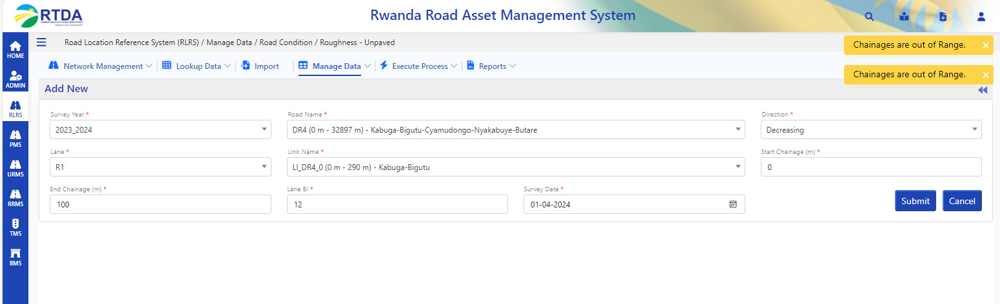 RTDA
Rwanda Road Asset Management System
HOME
ADMIN
RLRS
PMS
URMS
RRMS
TMS
BMS
Road Location Reference System (RLRS) / Manage Data / Road Condition / Roughness - Unpaved
Chainages are out of Range.
Chainages are out of Range.
Network Management | Lookup Data | Import | Manage Data | Execute Process | Reports
Add New
Survey Year * Road Name * Direction *
2023_2024 DR4 (0 m - 32897 m) - Kabuga-Bigutu-Cyamudongo-Nyakabuye-Butare Decreasing
Lane * Link Name * Start Chainage (m) *
R1 LI_DR4_0 (0 m - 290 m) - Kabuga-Bigutu 0
End Chainage (m) * Lane BI * Survey Date *
100 12 01-04-2024 Submit Cancel